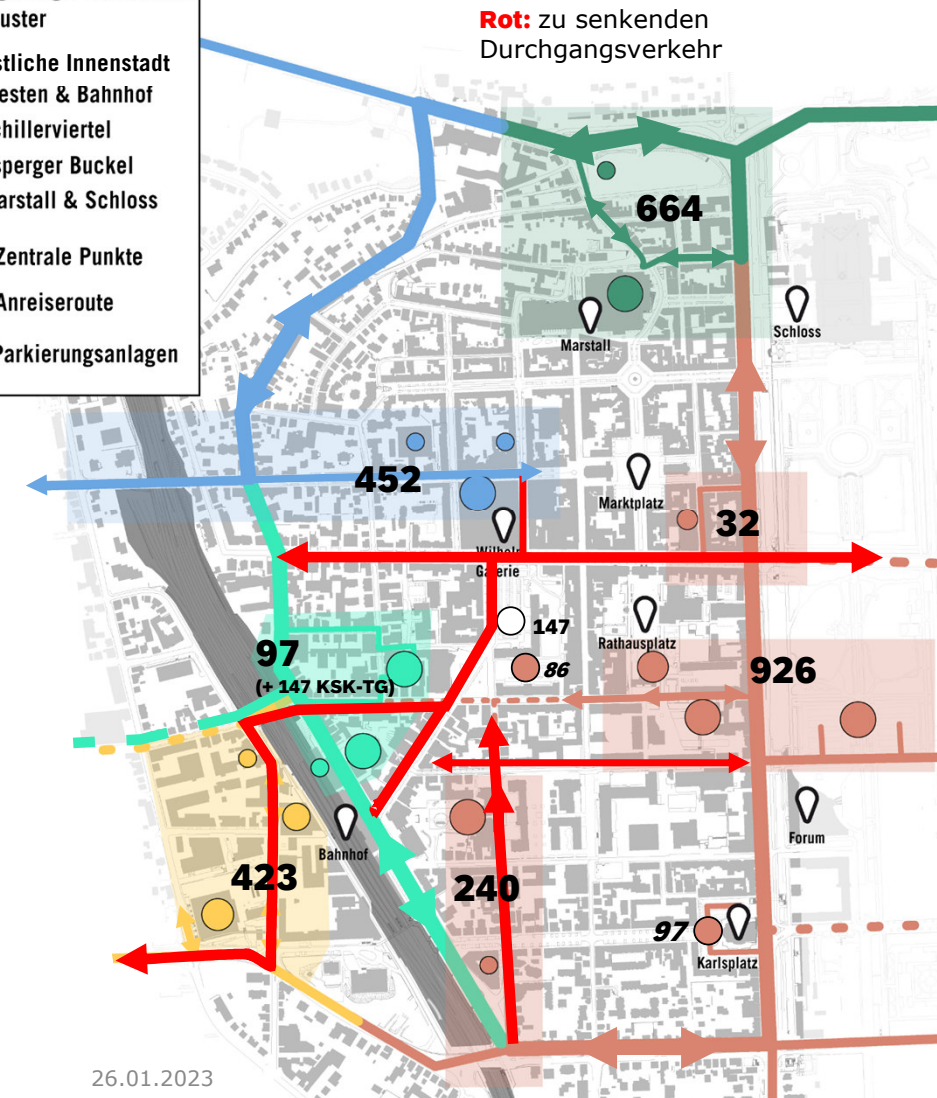 Rot: zu senkenden
Durchgangsverkehr
uster
stliche Innenstadt
esten & Bahnhof
chillerviertel
sperger Buckel
arstall & Schloss
Zentrale Punkte
Anreiseroute
Parkierungsanlagen
664
Schloss
Marstall
452
Marktplatz
32
Wilhelm
Galerie
147
Rathausplatz
97
(+ 147 KSK-TG)
86
926
Forum
Bahnhof
423
240
97
Karlsplatz
26.01.2023